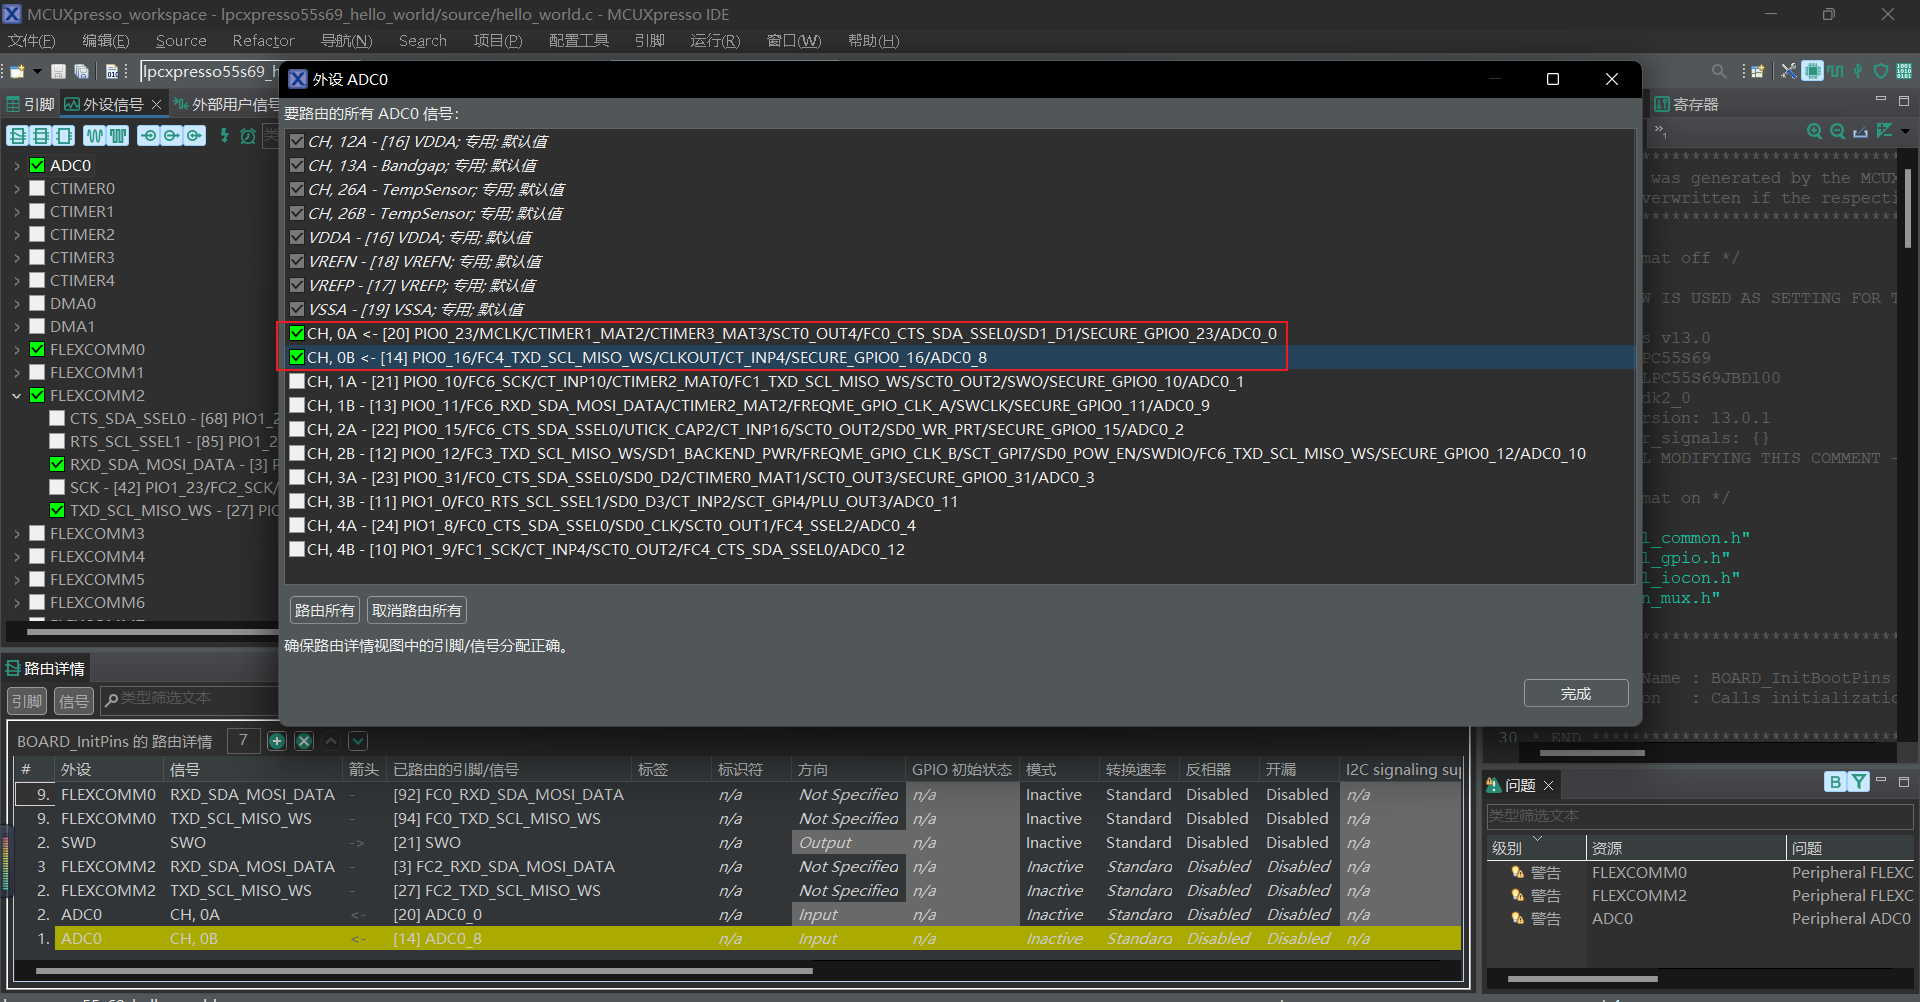 MCUXpresso_workspace - lpcxpresso55s69_hello_world/source/hello_world.c - MCUXpresso IDE
文件(F) 编辑(E) Source Refactor 导航(N) Search 项目(P) 配置工具 引脚 运行(R) 窗口(W) 帮助(H)
lpcxpresso55s69_h
引脚 外设信号 外部用户信号
ADC0
CTIMER0
CTIMER1
CTIMER2
CTIMER3
CTIMER4
DMA0
DMA1
FLEXCOMM0
FLEXCOMM1
FLEXCOMM2
CTS_SDA_SSEL0 - [68] PIO1_2
RTS_SCL_SSEL1 - [85] PIO1_2
RXD_SDA_MOSI_DATA - [3] P
SCK - [42] PIO1_23/FC2_SCK/
TXD_SCL_MISO_WS - [27] PIO
FLEXCOMM3
FLEXCOMM4
FLEXCOMM5
FLEXCOMM6
外设 ADC0
要路由的所有 ADC0 信号:
CH, 12A - [16] VDDA; 专用; 默认值
CH, 13A - Bandgap; 专用; 默认值
CH, 26A - TempSensor; 专用; 默认值
CH, 26B - TempSensor; 专用; 默认值
VDDA - [16] VDDA; 专用; 默认值
VREFN - [18] VREFN; 专用; 默认值
VREFP - [17] VREFP; 专用; 默认值
VSSA - [19] VSSA; 专用; 默认值
CH, 0A <- [20] PIO0_23/MCLK/CTIMER1_MAT2/CTIMER3_MAT3/SCT0_OUT4/FC0_CTS_SDA_SSEL0/SD1_D1/SECURE_GPIO0_23/ADC0_0
CH, 0B <- [14] PIO0_16/FC4_TXD_SCL_MISO_WS/CLKOUT/CT_INP4/SECURE_GPIO0_16/ADC0_8
CH, 1A - [21] PIO0_10/FC6_SCK/CT_INP10/CTIMER2_MAT0/FC1_TXD_SCL_MISO_WS/SCT0_OUT2/SWO/SECURE_GPIO0_10/ADC0_1
CH, 1B - [13] PIO0_11/FC6_RXD_SDA_MOSI_DATA/CTIMER2_MAT2/FREQME_GPIO_CLK_A/SWCLK/SECURE_GPIO0_11/ADC0_9
CH, 2A - [22] PIO0_15/FC6_CTS_SDA_SSEL0/UTICK_CAP2/CT_INP16/SCT0_OUT2/SD0_WR_PRT/SECURE_GPIO0_15/ADC0_2
CH, 2B - [12] PIO0_12/FC3_TXD_SCL_MISO_WS/SD1_BACKEND_PWR/FREQME_GPIO_CLK_B/SCT_GPI7/SD0_POW_EN/SWDIO/FC6_TXD_SCL_MISO_WS/SECURE_GPIO0_12/ADC0_10
CH, 3A - [23] PIO0_31/FC0_CTS_SDA_SSEL0/SD0_D2/CTIMER0_MAT1/SCT0_OUT3/SECURE_GPIO0_31/ADC0_3
CH, 3B - [11] PIO1_0/FC0_RTS_SCL_SSEL1/SD0_D3/CT_INP2/SCT_GPI4/PLU_OUT3/ADC0_11
CH, 4A - [24] PIO1_8/FC0_CTS_SDA_SSEL0/SD0_CLK/SCT0_OUT1/FC4_SSEL2/ADC0_4
CH, 4B - [10] PIO1_9/FC1_SCK/CT_INP4/SCT0_OUT2/FC4_CTS_SDA_SSEL0/ADC0_12
路由所有 取消路由所有
确保路由详情视图中的引脚/信号分配正确。
完成
寄存器
was generated by the MCUX
verwritten if the respecti
mat off */
W IS USED AS SETTING FOR T
s v13.0
PC55S69
LPC55S69JBD100
dk2_0
rsion: 13.0.1
r_signals: {}
L MODIFYING THIS COMMENT -
mat on */
l_common.h"
l_gpio.h"
l_iocon.h"
n_mux.h"
Name : BOARD_InitBootPins
on : Calls initializatio
30 * END ****************************
路由详情
引脚 信号 类型筛选文本
BOARD_InitPins 的 路由详情 7
# 外设 信号 箭头 已路由的引脚/信号 标签 标识符 方向 GPIO 初始状态 模式 转换速率 反相器 开漏 I2C signaling sup
9. FLEXCOMM0 RXD_SDA_MOSI_DATA - [92] FC0_RXD_SDA_MOSI_DATA n/a Not Specified n/a Inactive Standard Disabled Disabled n/a
9. FLEXCOMM0 TXD_SCL_MISO_WS - [94] FC0_TXD_SCL_MISO_WS n/a Not Specified n/a Inactive Standard Disabled Disabled n/a
2. SWD SWO -> [21] SWO n/a Output n/a Inactive Standard Disabled Disabled n/a
3 FLEXCOMM2 RXD_SDA_MOSI_DATA - [3] FC2_RXD_SDA_MOSI_DATA n/a Not Specified n/a Inactive Standard Disabled Disabled n/a
2. FLEXCOMM2 TXD_SCL_MISO_WS - [27] FC2_TXD_SCL_MISO_WS n/a Not Specified n/a Inactive Standard Disabled Disabled n/a
2. ADC0 CH, 0A <- [20] ADC0_0 n/a Input n/a Inactive Standard Disabled Disabled n/a
1. ADC0 CH, 0B <- [14] ADC0_8 n/a Input n/a Inactive Standard Disabled Disabled n/a
问题
类型筛选文本
级别 资源 问题
警告 FLEXCOMM0 Peripheral FLEXC
警告 FLEXCOMM2 Peripheral FLEXC
警告 ADC0 Peripheral ADC0